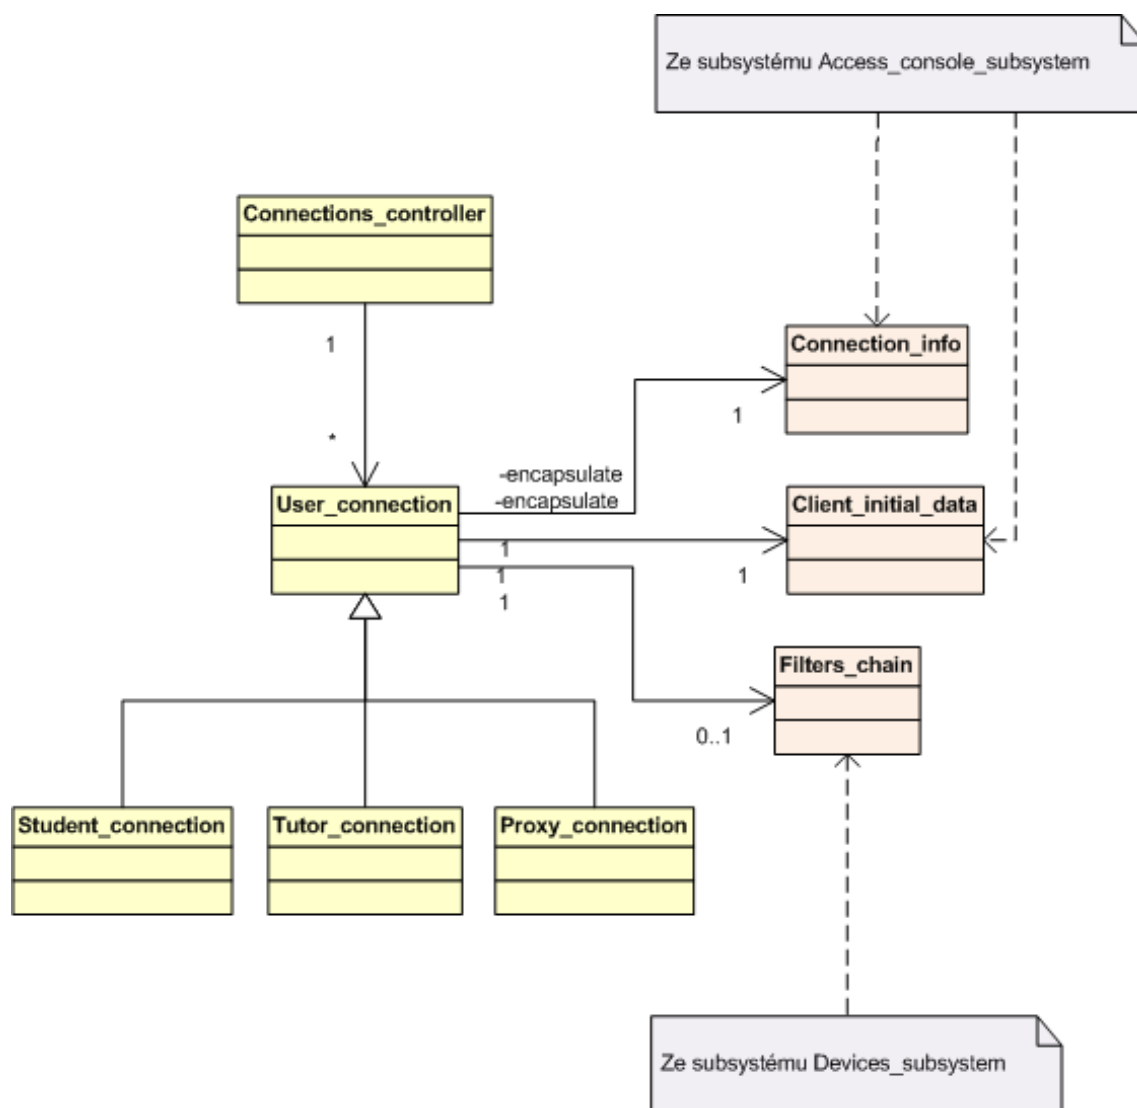 Ze subsystému Access_console_subsystem
Connections_controller
1
*
Connection_info
1
-encapsulate
-encapsulate
User_connection
Client_initial_data
1
1
1
1
Filters_chain
0..1
Student_connection
Tutor_connection
Proxy_connection
Ze subsystému Devices_subsystem